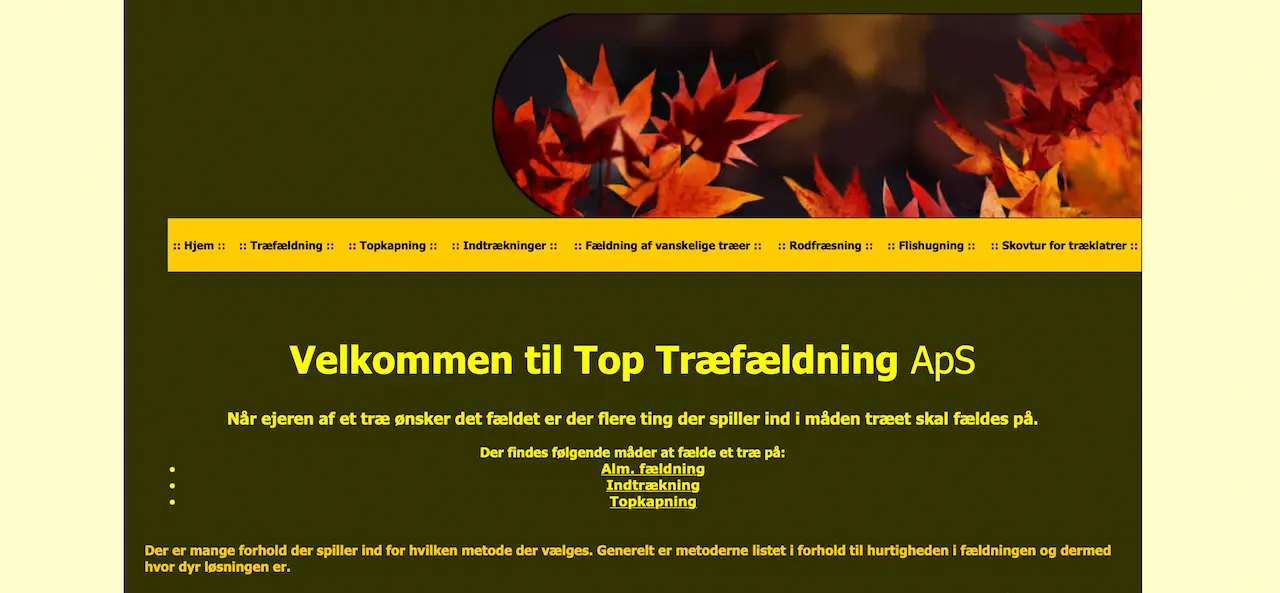 :: Hjem :: :: Træfældning :: :: Topkapning :: :: Indtrækninger :: :: Fældning af vanskelige træer :: :: Rodfræsning :: :: Flishugning :: :: Skovtur for træklatrer ::
Velkommen til Top Træfældning ApS
Når ejeren af et træ ønsker det fældet er der flere ting der spiller ind i måden træet skal fældes på.
Der findes følgende måder at fælde et træ på:
• Alm. fældning
• Indtrækning
• Topkapning
Der er mange forhold der spiller ind for hvilken metode der vælges. Generelt er metoderne listet i forhold til hurtigheden i fældningen og dermed
hvor dyr løsningen er.